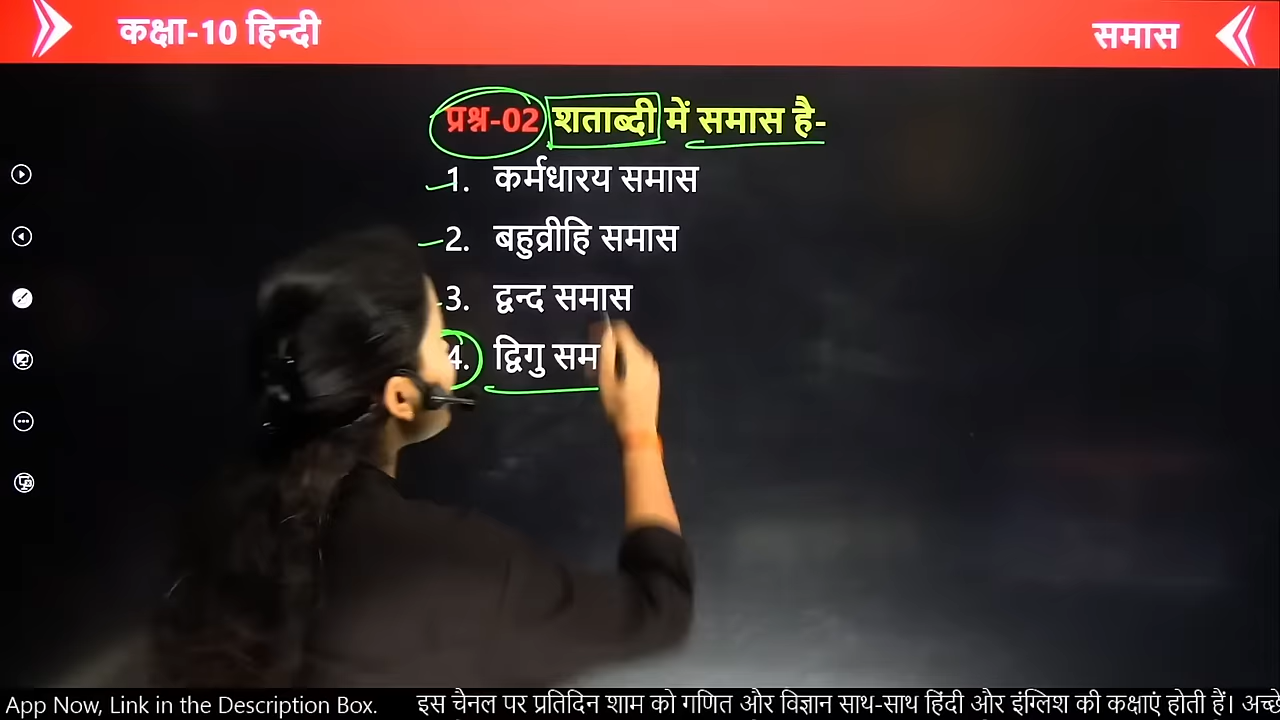 कक्षा-10 हिन्दी
समास
प्रश्न-02 शताब्दी में समास है-
1. कर्मधारय समास
2. बहुव्रीहि समास
3. द्वन्द समास
4. द्विगु सम
App Now, Link in the Description Box. इस चैनल पर प्रतिदिन शाम को गणित और विज्ञान साथ-साथ हिंदी और इंग्लिश की कक्षाएं होती हैं। अच्छे